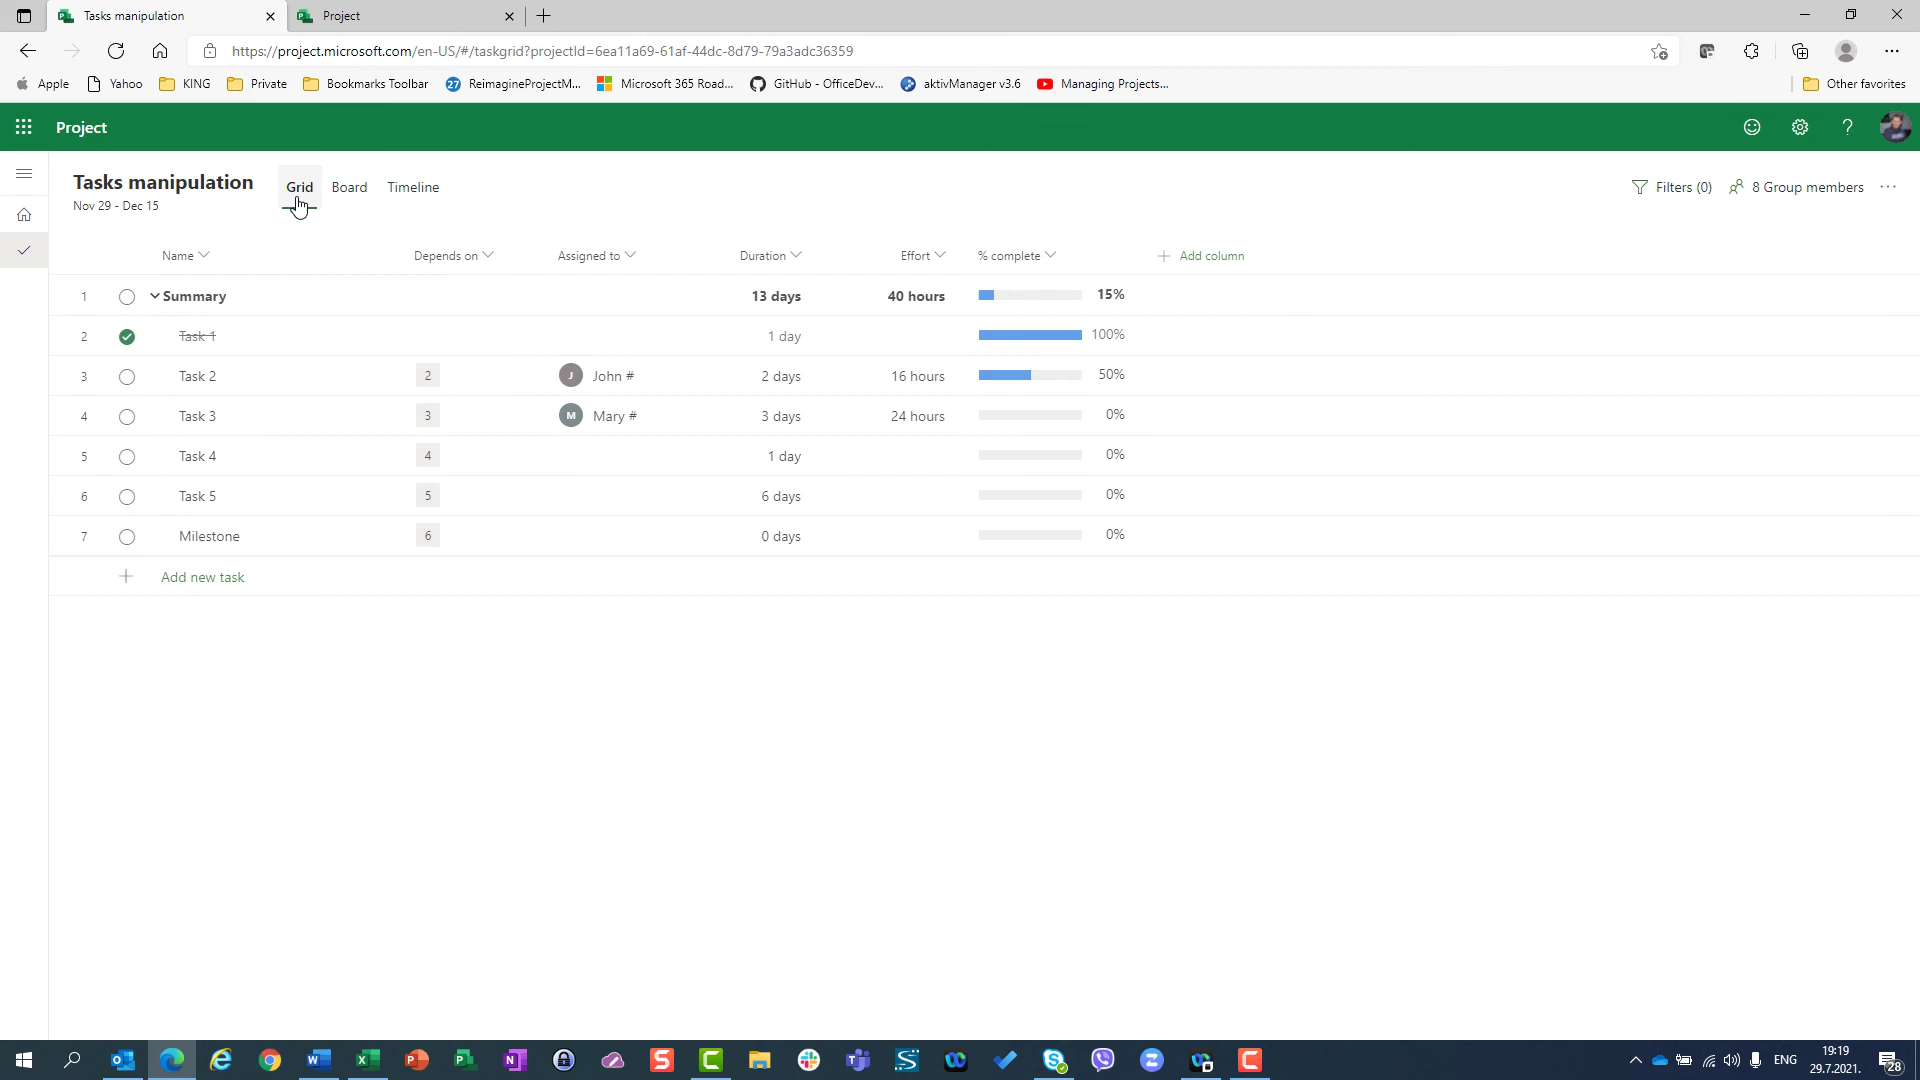 Tasks manipulation
Project
https://project.microsoft.com/en-US/#/taskgrid?projectId=6ea11a69-61af-44dc-8d79-79a3adc36359
Apple Yahoo KING Private Bookmarks Toolbar 27 ReimagineProjectM... Microsoft 365 Road... GitHub - OfficeDev... aktivManager v3.6 Managing Projects... Other favorites
Project ?
Tasks manipulation Grid Board Timeline Filters (0) 8 Group members
Nov 29 - Dec 15
Name Depends on Assigned to Duration Effort % complete Add column
1 Summary 13 days 40 hours 15%
2 Task 1 1 day 100%
3 Task 2 2 J John # 2 days 16 hours 50%
4 Task 3 3 M Mary # 3 days 24 hours 0%
5 Task 4 4 1 day 0%
6 Task 5 5 6 days 0%
7 Milestone 6 0 days 0%
Add new task
ENG 19:19
29.7.2021. 28